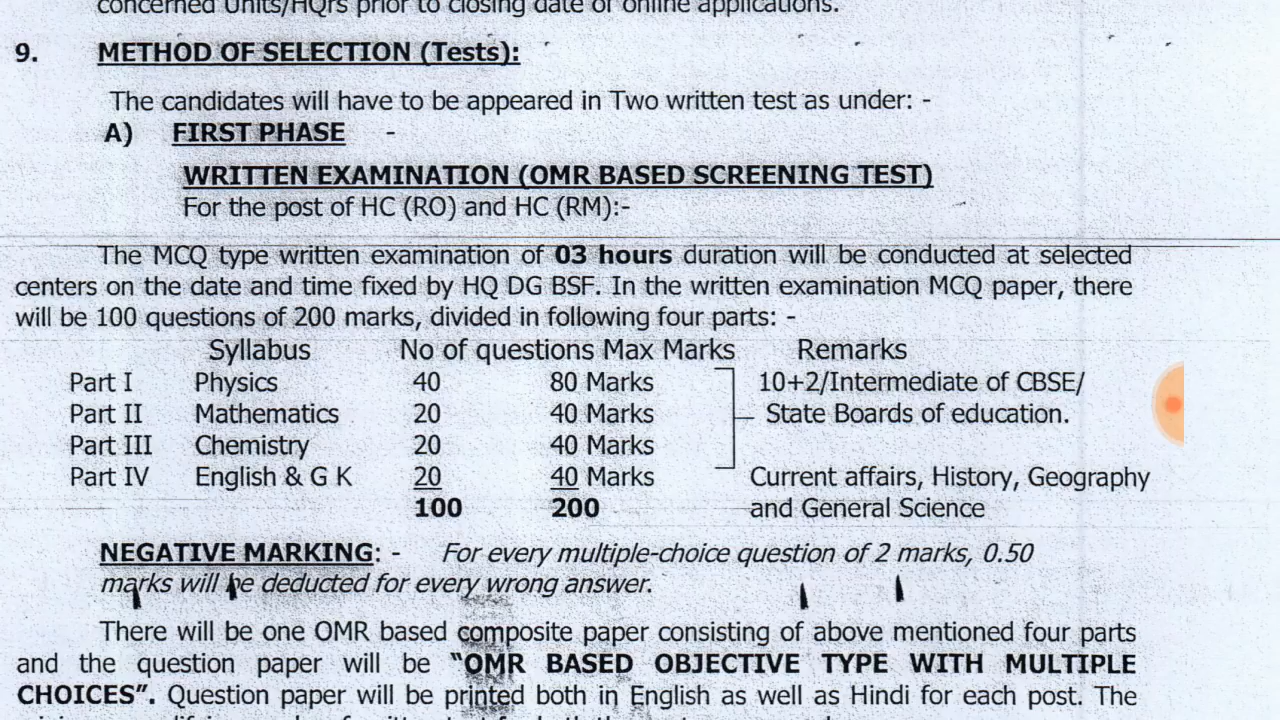 concerned Units/HQrs prior to closing date of online applications.
9. METHOD OF SELECTION (Tests):
The candidates will have to be appeared in Two written test as under: -
A) FIRST PHASE -
WRITTEN EXAMINATION (OMR BASED SCREENING TEST)
For the post of HC (RO) and HC (RM):-
The MCQ type written examination of 03 hours duration will be conducted at selected
centers on the date and time fixed by HQ DG BSF. In the written examination MCQ paper, there
will be 100 questions of 200 marks, divided in following four parts: -
Syllabus No of questions Max Marks Remarks
Part I Physics 40 80 Marks 10+2/Intermediate of CBSE/
Part II Mathematics 20 40 Marks State Boards of education.
Part III Chemistry 20 40 Marks
Part IV English & G K 20 40 Marks Current affairs, History, Geography
100 200 and General Science
NEGATIVE MARKING: - For every multiple-choice question of 2 marks, 0.50
marks will be deducted for every wrong answer.
There will be one OMR based composite paper consisting of above mentioned four parts
and the question paper will be "OMR BASED OBJECTIVE TYPE WITH MULTIPLE
CHOICES". Question paper will be printed both in English as well as Hindi for each post. The